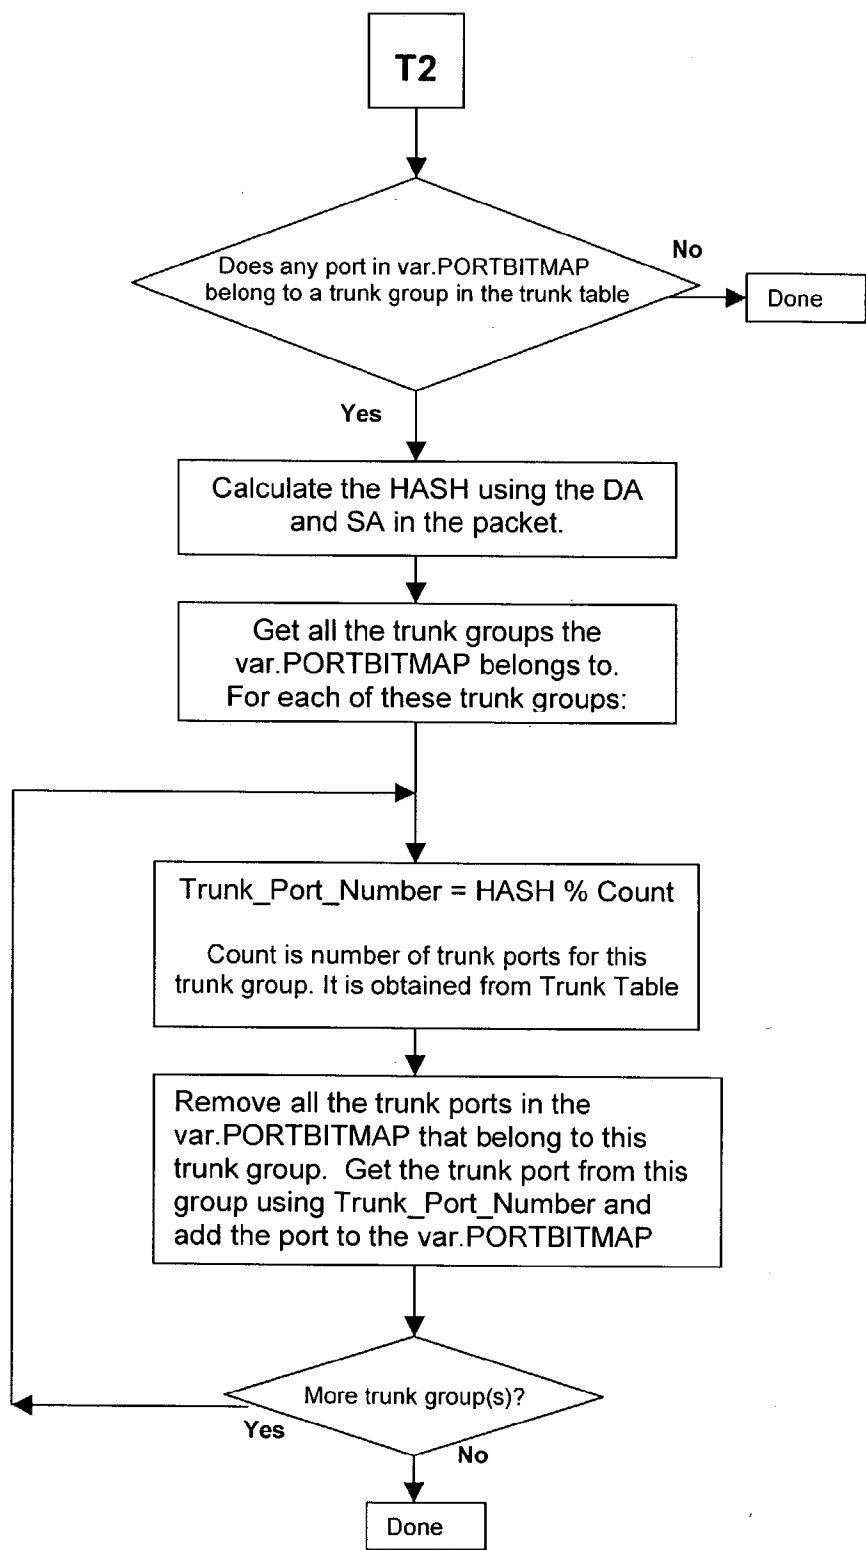 T2
Does any port in var.PORTBITMAP
belong to a trunk group in the trunk table
No
Done
Yes
Calculate the HASH using the DA
and SA in the packet.
Get all the trunk groups the
var.PORTBITMAP belongs to.
For each of these trunk groups:
Trunk_Port_Number = HASH % Count
Count is number of trunk ports for this
trunk group. It is obtained from Trunk Table
Remove all the trunk ports in the
var.PORTBITMAP that belong to this
trunk group. Get the trunk port from this
group using Trunk_Port_Number and
add the port to the var.PORTBITMAP
More trunk group(s)?
Yes
No
Done